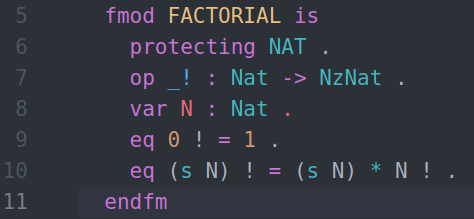 5 fmod FACTORIAL is
6 protecting NAT .
7 op _! : Nat -> NzNat .
8 var N : Nat .
9 eq 0 ! = 1 .
10 eq (s N) ! = (s N) * N ! .
11 endfm